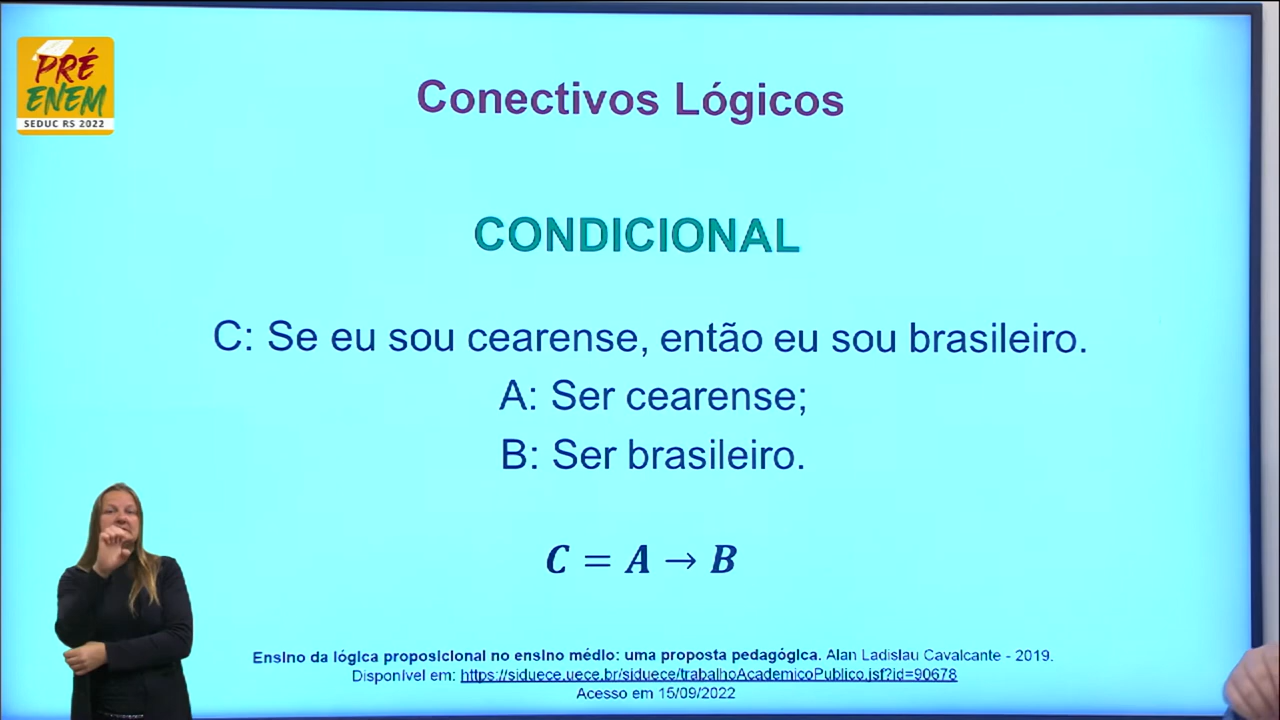 PRÉ
ENEM
SEDUC RS 2022
Conectivos Lógicos
CONDICIONAL
C: Se eu sou cearense, então eu sou brasileiro.
A: Ser cearense;
B: Ser brasileiro.
C = A → B
Ensino da lógica proposicional no ensino médio: uma proposta pedagógica. Alan Ladislau Cavalcante - 2019.
Disponível em: https://siduece.uece.br/siduece/trabalhoAcademicoPublico.jsf?id=90678
Acesso em 15/09/2022